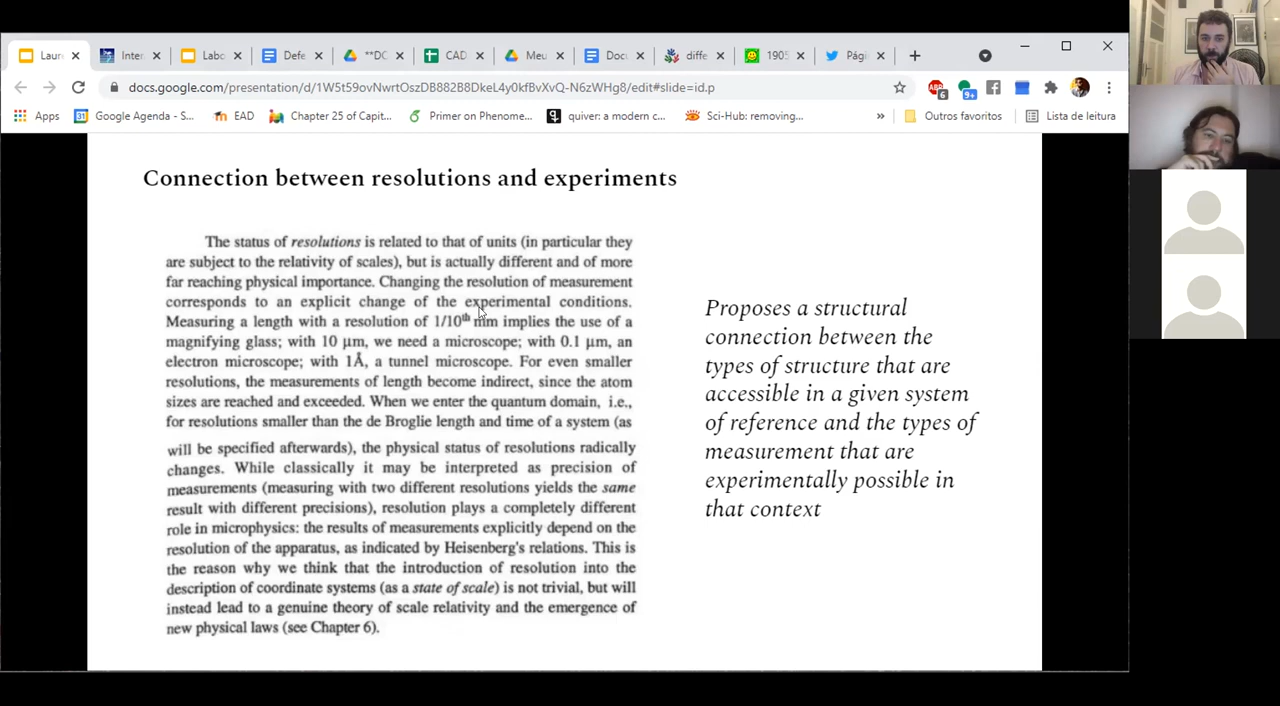 Laure
Inter
Labo
Defe
**DC
CAD
Meu
Docu
diffe
1905
Pági
docs.google.com/presentation/d/1W5t59ovNwrtOszDB882B8DkeL4y0kfBvXvQ-N6zWHg8/edit#slide=id.p
6
9+
Apps
31
Google Agenda - S...
EAD
Chapter 25 of Capit...
Primer on Phenome...
quiver: a modern c...
Sci-Hub: removing...
»
Outros favoritos
Lista de leitura
Connection between resolutions and experiments
The status of resolutions is related to that of units (in particular they
are subject to the relativity of scales), but is actually different and of more
far reaching physical importance. Changing the resolution of measurement
corresponds to an explicit change of the experimental conditions.
Measuring a length with a resolution of 1/10th mm implies the use of a
magnifying glass; with 10 μm, we need a microscope; with 0.1 μm, an
electron microscope; with 1Å, a tunnel microscope. For even smaller
resolutions, the measurements of length become indirect, since the atom
sizes are reached and exceeded. When we enter the quantum domain, i.e.,
for resolutions smaller than the de Broglie length and time of a system (as
will be specified afterwards), the physical status of resolutions radically
changes. While classically it may be interpreted as precision of
measurements (measuring with two different resolutions yields the same
result with different precisions), resolution plays a completely different
role in microphysics: the results of measurements explicitly depend on the
resolution of the apparatus, as indicated by Heisenberg's relations. This is
the reason why we think that the introduction of resolution into the
description of coordinate systems (as a state of scale) is not trivial, but will
instead lead to a genuine theory of scale relativity and the emergence of
new physical laws (see Chapter 6).
Proposes a structural
connection between the
types of structure that are
accessible in a given system
of reference and the types of
measurement that are
experimentally possible in
that context